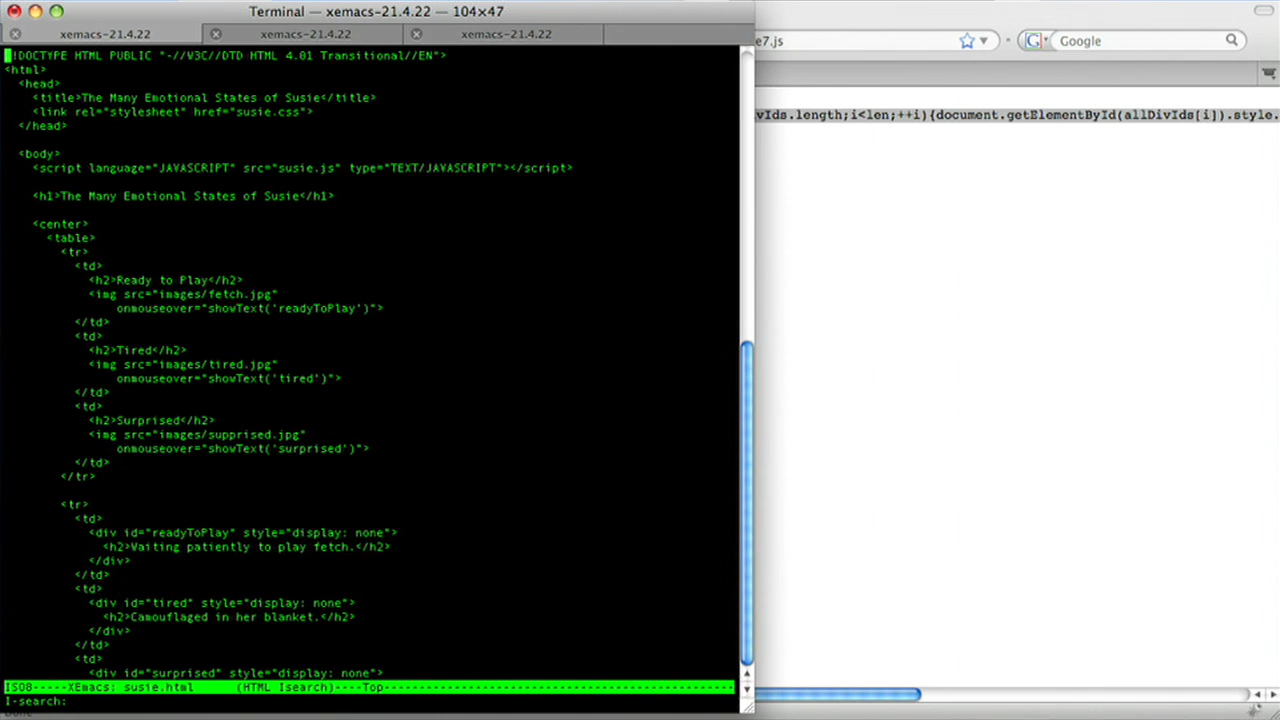 Terminal — xemacs-21.4.22 — 104×47
xemacs-21.4.22
xemacs-21.4.22
xemacs-21.4.22
!DOCTYPE HTML PUBLIC "-//W3C//DTD HTML 4.01 Transitional//EN">
<html>
<head>
<title>The Many Emotional States of Susie</title>
<link rel="stylesheet" href="susie.css">
</head>
<body>
<script language="JAVASCRIPT" src="susie.js" type="TEXT/JAVASCRIPT"></script>
<h1>The Many Emotional States of Susie</h1>
<center>
<table>
<tr>
<td>
<h2>Ready to Play</h2>
<img src="images/fetch.jpg"
onmouseover="showText('readyToPlay')">
</td>
<td>
<h2>Tired</h2>
<img src="images/tired.jpg"
onmouseover="showText('tired')">
</td>
<td>
<h2>Surprised</h2>
<img src="images/supprised.jpg"
onmouseover="showText('surprised')">
</td>
</tr>
<tr>
<td>
<div id="readyToPlay" style="display: none">
<h2>Waiting patiently to play fetch.</h2>
</div>
</td>
<td>
<div id="tired" style="display: none">
<h2>Camouflaged in her blanket.</h2>
</div>
</td>
<td>
<div id="surprised" style="display: none">
ISO8-----XEmacs: susie.html (HTML Isearch)----Top----
I-search:
e7.js
Google
vIds.length;i<len;++i){document.getElementById(allDivIds[i]).style.